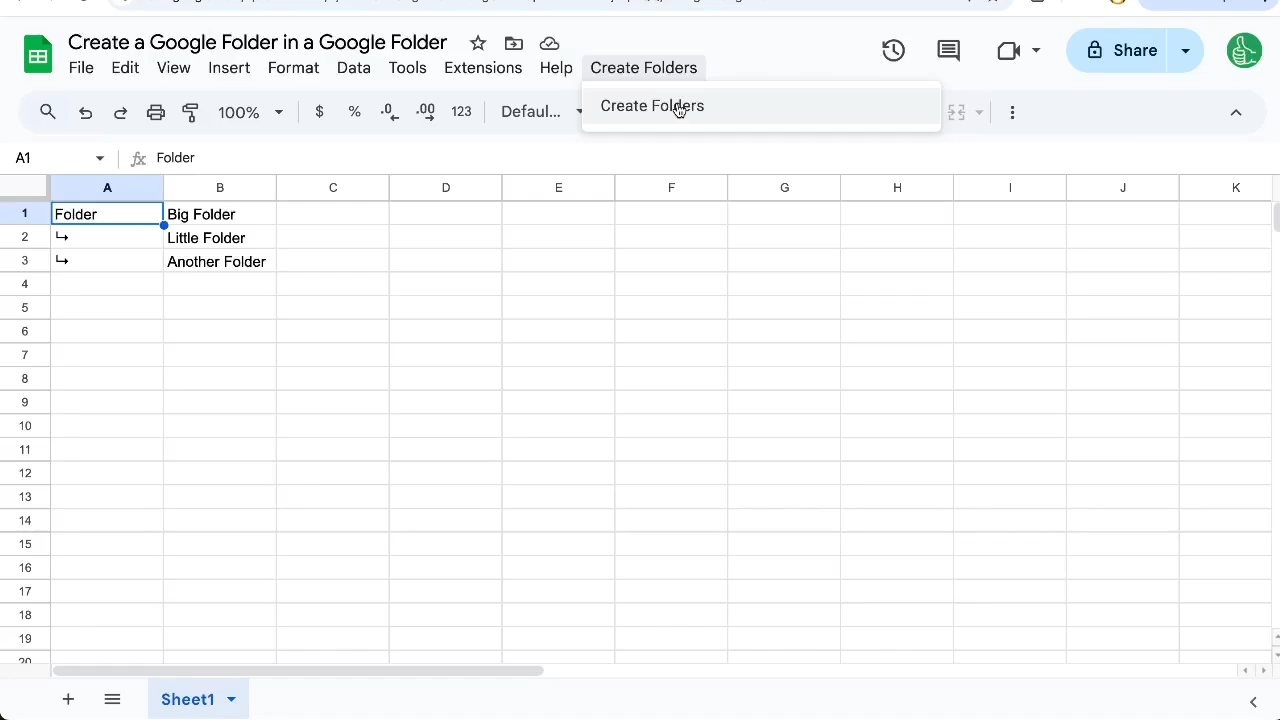 Create a Google Folder in a Google Folder
File Edit View Insert Format Data Tools Extensions Help Create Folders
Share
Create Folders
100% $ % .0 .00 123 Defaul...
A1 fx Folder
A B C D E F G H I J K
1 Folder Big Folder
2 ↳ Little Folder
3 ↳ Another Folder
4
5
6
7
8
9
10
11
12
13
14
15
16
17
18
19
20
Sheet1